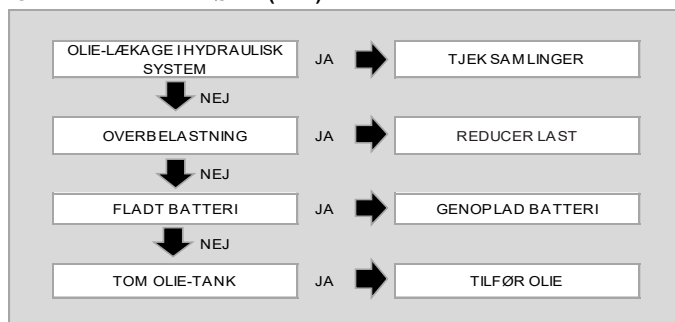 OLIE-LÆKAGE I HYDRAULISK
SYSTEM
JA
TJEK SAMLINGER
NEJ
OVERBELASTNING
JA
REDUCER LAST
NEJ
FLADT BATTERI
JA
GENOPLAD BATTERI
NEJ
TOM OLIE-TANK
JA
TILFØR OLIE